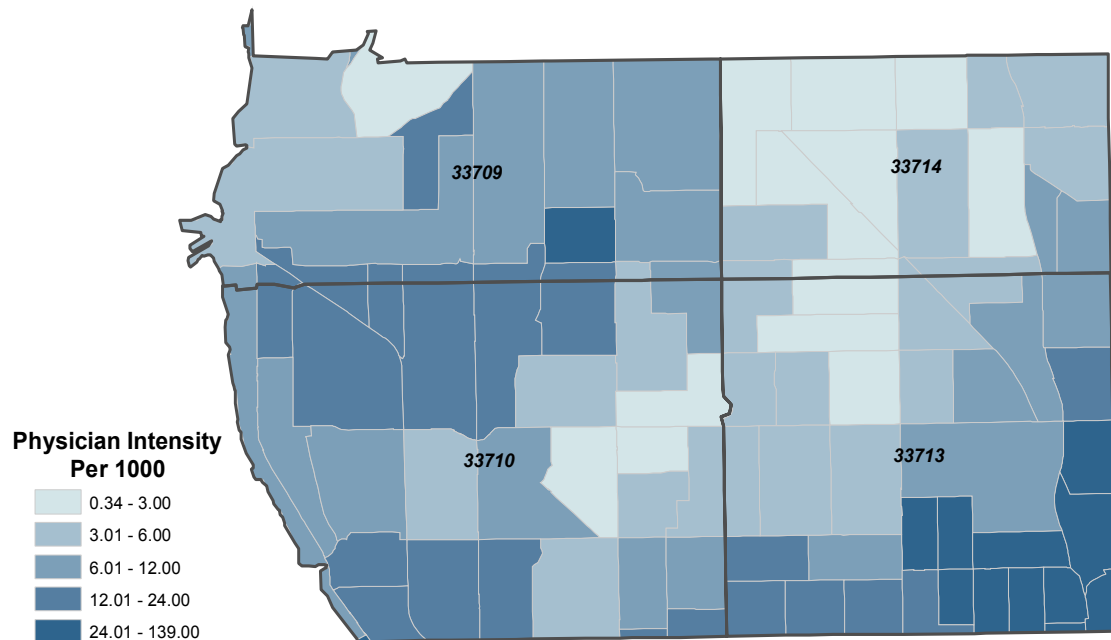 33709
33714
33710
33713
Physician Intensity
Per 1000
0.34 - 3.00
3.01 - 6.00
6.01 - 12.00
12.01 - 24.00
24.01 - 139.00